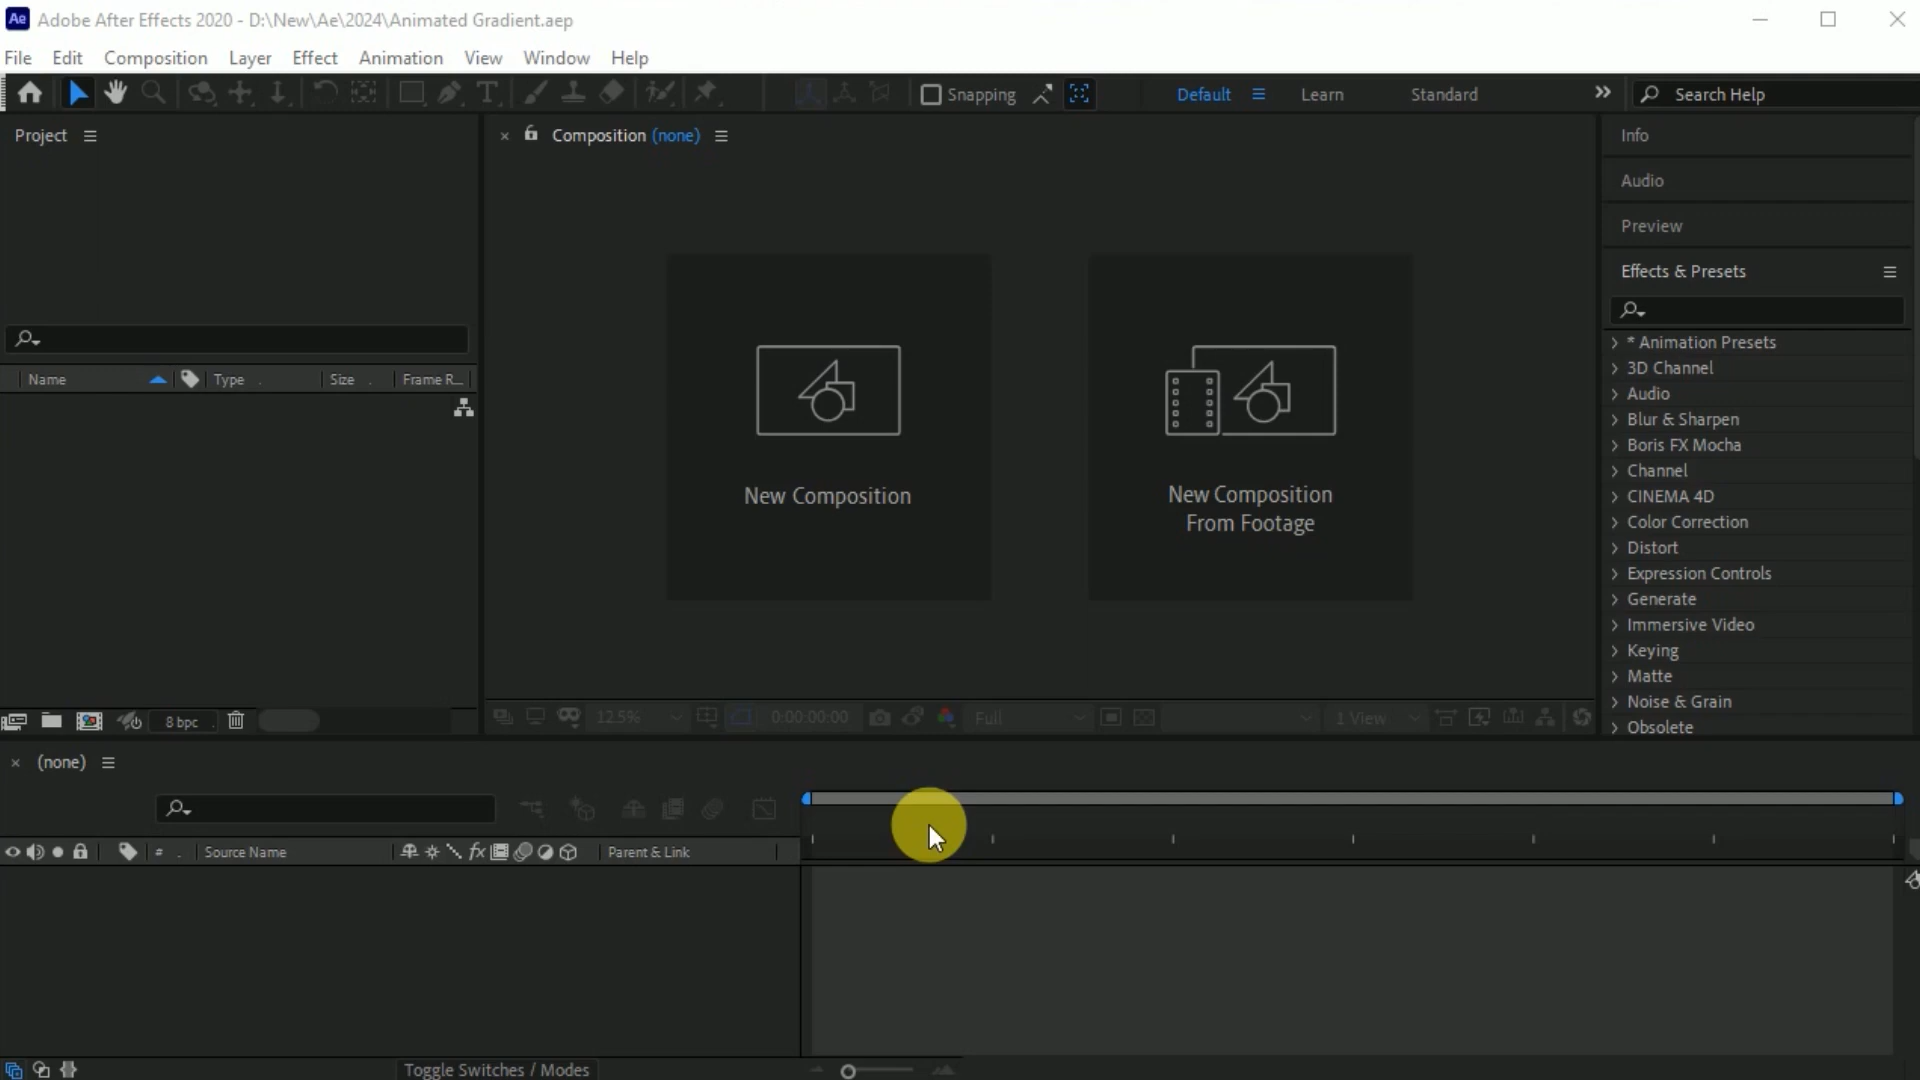 Ae Adobe After Effects 2020 - D:\New\Ae\2024\Animated Gradient.aep
File Edit Composition Layer Effect Animation View Window Help
Snapping Default Learn Standard Search Help
Project
Composition (none)
Info
Audio
Preview
Effects & Presets
Name Type Size Frame R...
New Composition
New Composition
From Footage
* Animation Presets
3D Channel
Audio
Blur & Sharpen
Boris FX Mocha
Channel
CINEMA 4D
Color Correction
Distort
Expression Controls
Generate
Immersive Video
Keying
Matte
Noise & Grain
Obsolete
8 bpc
12.5% 0:00:00:00 Full 1 View
(none)
# Source Name fx Parent & Link
Toggle Switches / Modes